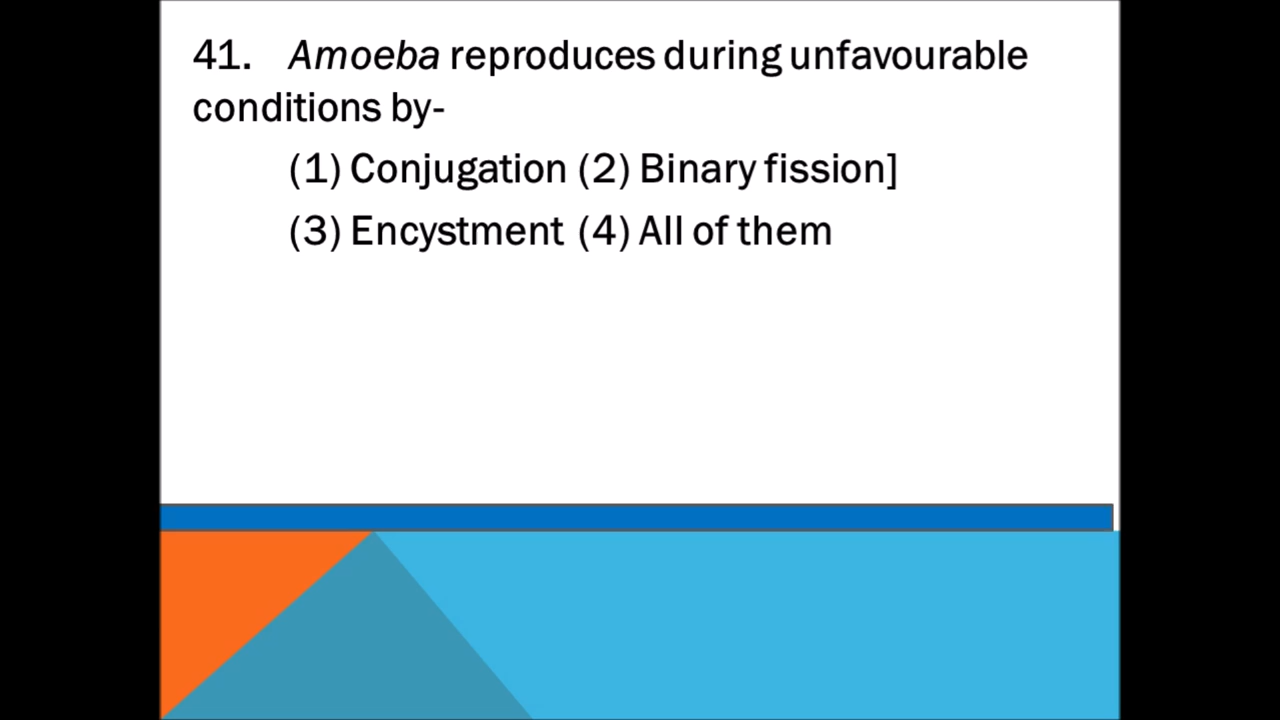 41. Amoeba reproduces during unfavourable
conditions by-
(1) Conjugation (2) Binary fission]
(3) Encystment (4) All of them